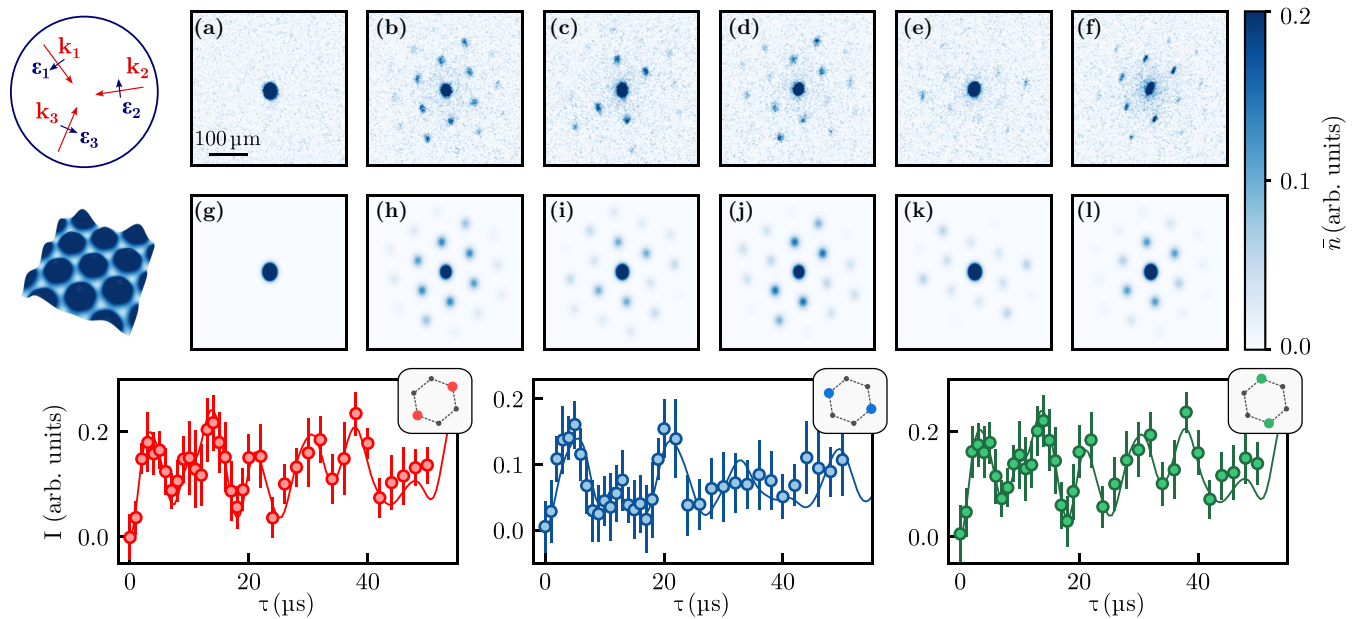 (a) (b) (c) (d) (e) (f)
k₁ ε₁ k₂ ε₂ k₃ ε₃
100 µm
(g) (h) (i) (j) (k) (l)
0.2
0.1
0.0
n̄ (arb. units)
I (arb. units)
0.2
0.0
0 20 40
τ (µs)
0.2
0.1
0.0
0 20 40
τ (µs)
0.2
0.0
0 20 40
τ (µs)